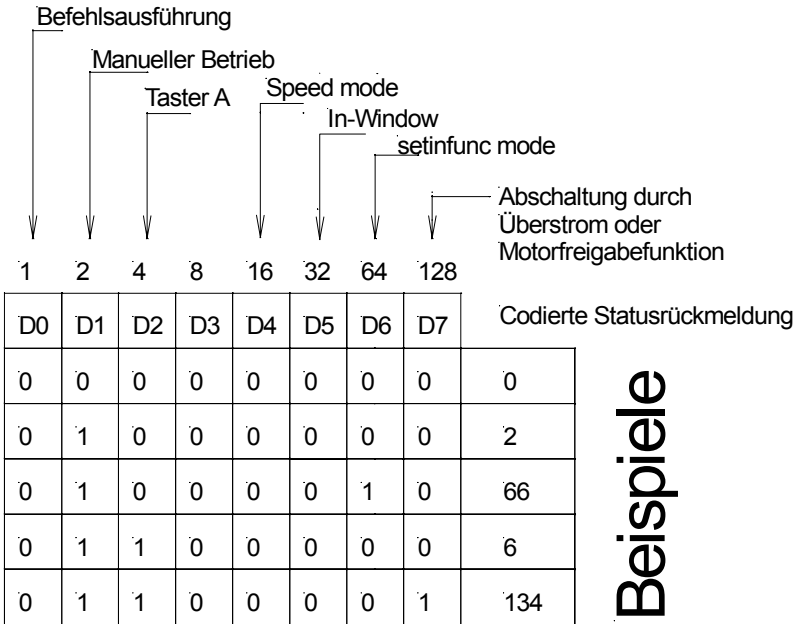 Befehlsausführung
Manueller Betrieb
Taster A
Speed mode
In-Window
setinfunc mode
Abschaltung durch
Überstrom oder
Motorfreigabefunktion
1 2 4 8 16 32 64 128
D0 D1 D2 D3 D4 D5 D6 D7 Codierte Statusrückmeldung
0 0 0 0 0 0 0 0 0
0 1 0 0 0 0 0 0 2
0 1 0 0 0 0 1 0 66
0 1 1 0 0 0 0 0 6
0 1 1 0 0 0 0 1 134
Beispiele